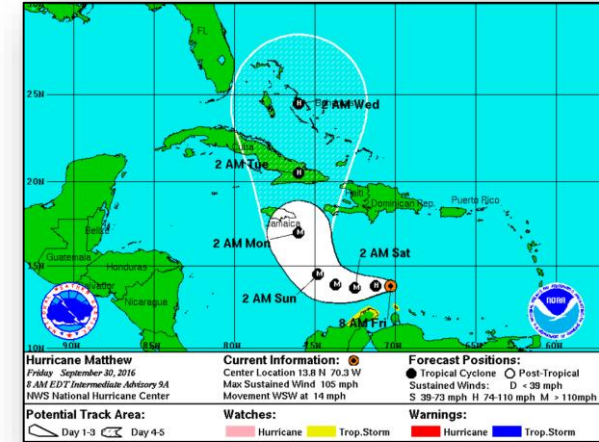 FL
25N
Bahamas
2 AM Wed
Cuba
2 AM Tue
20N
Haiti
Dominican Rep.
Puerto Rico
Jamaica
Belize
2 AM Mon
2 AM Sat
Guatemala
Honduras
15N
Salvador
2 AM Sun
Nicaragua
NOAA
8 AM Fri
10N
90W
85W
80W
75W
70W
65W
60W
Hurricane Matthew
Friday September 30, 2016
8 AM EDT Intermediate Advisory 9A
NWS National Hurricane Center
Current Information:
Center Location 13.8 N 70.3 W
Max Sustained Wind 105 mph
Movement WSW at 14 mph
Forecast Positions:
Tropical Cyclone Post-Tropical
Sustained Winds: D < 39 mph
S 39-73 mph H 74-110 mph M > 110mph
Potential Track Area:
Day 1-3 Day 4-5
Watches:
Hurricane Trop.Storm
Warnings:
Hurricane Trop.Storm